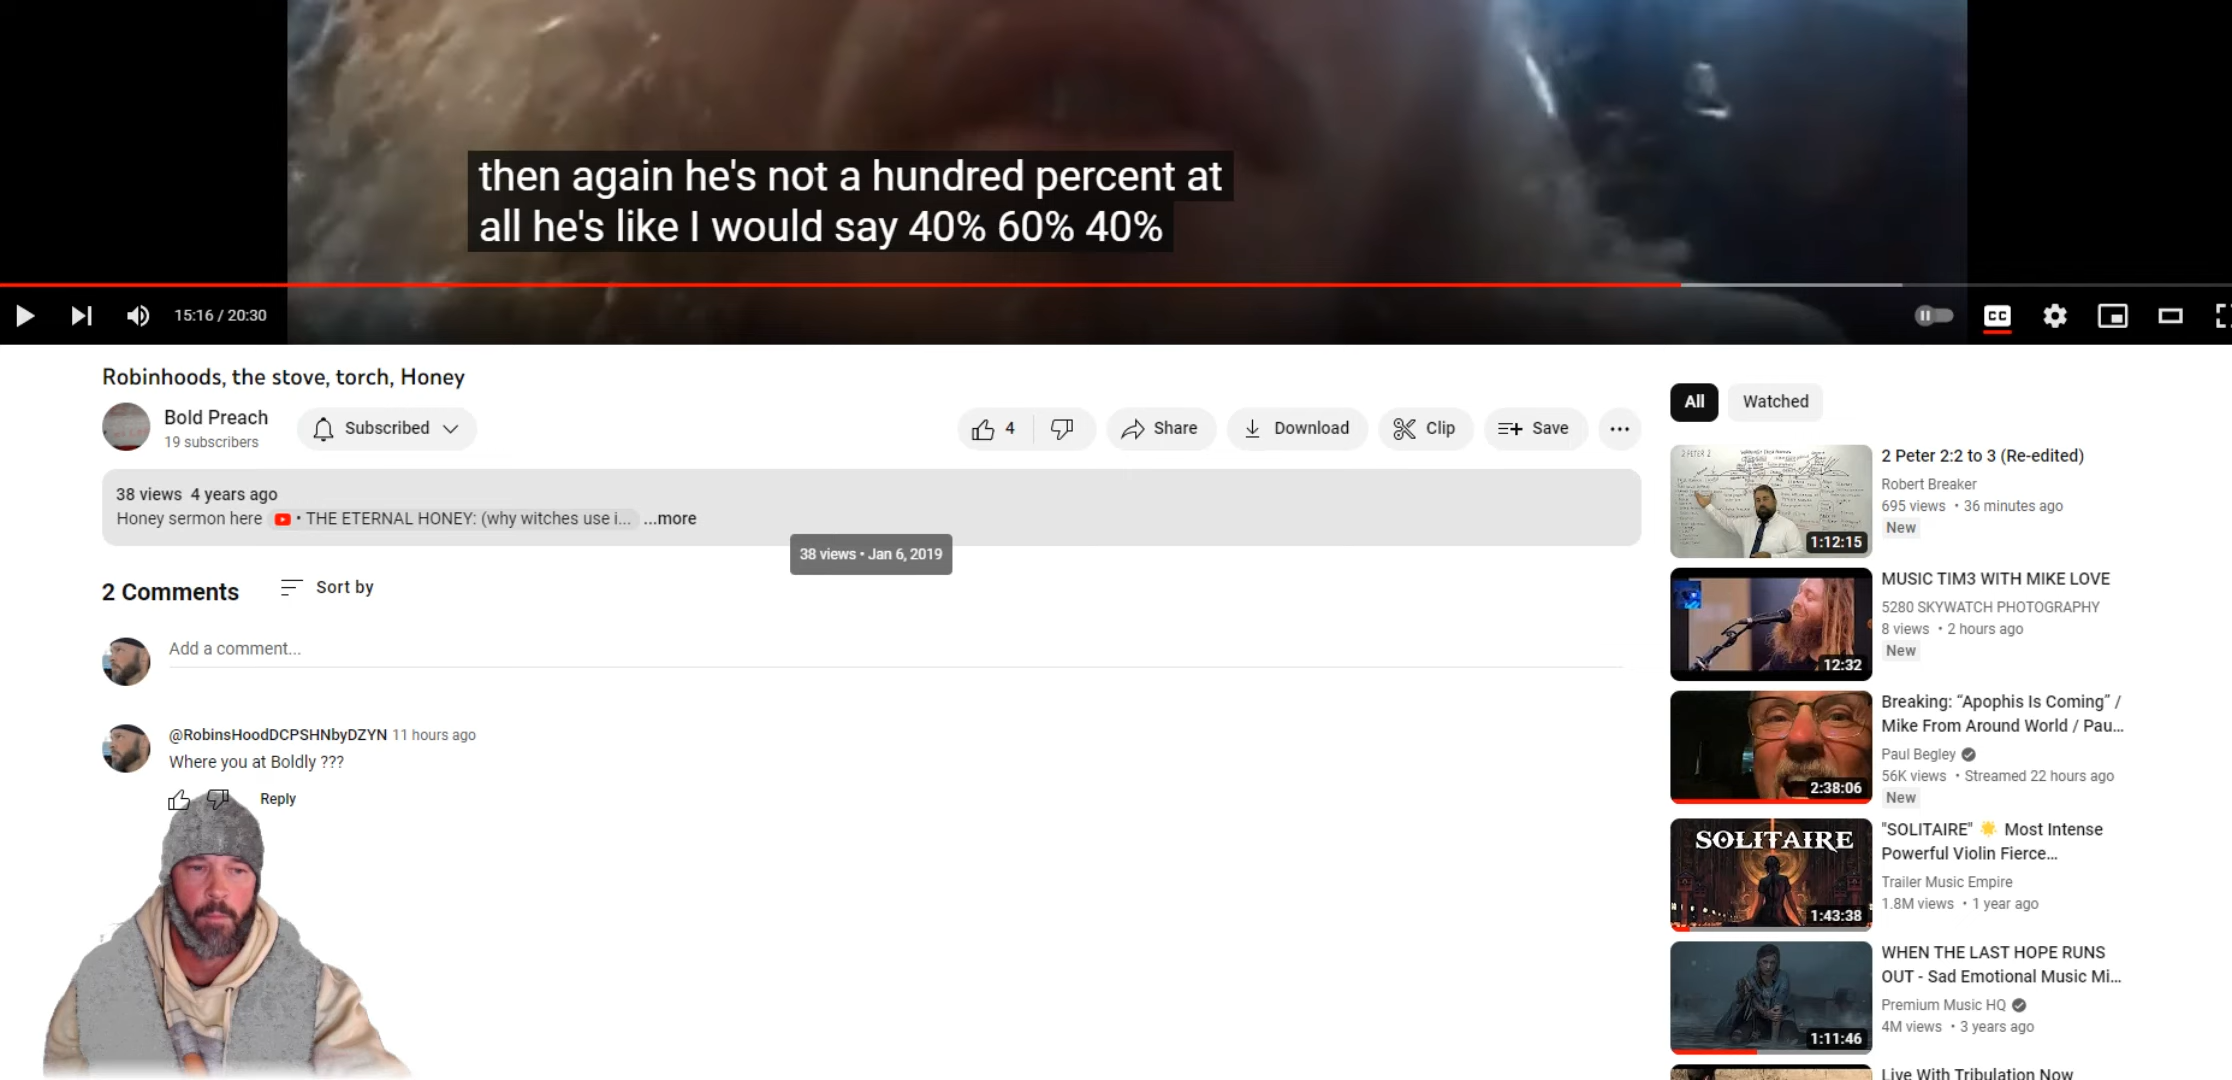 then again he's not a hundred percent at
all he's like I would say 40% 60% 40%
15:16 / 20:30
CC
Robinhoods, the stove, torch, Honey
Bold Preach
19 subscribers
Subscribed
4
Share
Download
Clip
Save
38 views 4 years ago
Honey sermon here • THE ETERNAL HONEY: (why witches use i... ...more
38 views • Jan 6, 2019
2 Comments
Sort by
Add a comment...
@RobinsHoodDCPSHNbyDZYN 11 hours ago
Where you at Boldly ???
Reply
All
Watched
2 PETER 2
1:12:15
2 Peter 2:2 to 3 (Re-edited)
Robert Breaker
695 views • 36 minutes ago
New
12:32
MUSIC TIM3 WITH MIKE LOVE
5280 SKYWATCH PHOTOGRAPHY
8 views • 2 hours ago
New
2:38:06
Breaking: “Apophis Is Coming” /
Mike From Around World / Pau...
Paul Begley
56K views • Streamed 22 hours ago
New
SOLITAIRE
1:43:38
"SOLITAIRE" 🌟 Most Intense
Powerful Violin Fierce...
Trailer Music Empire
1.8M views • 1 year ago
1:11:46
WHEN THE LAST HOPE RUNS
OUT - Sad Emotional Music Mi...
Premium Music HQ
4M views • 3 years ago
Live With Tribulation Now